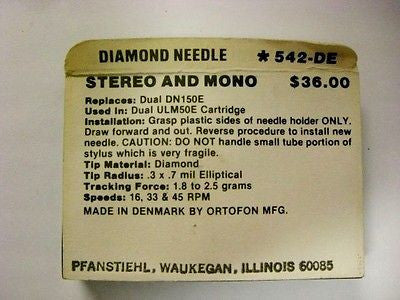 DIAMOND NEEDLE *542-DE
STEREO AND MONO $36.00
Replaces: Dual DN150E
Used in: Dual ULM50E Cartridge
Installation: Grasp plastic sides of needle holder ONLY.
Draw forward and out. Reverse procedure to install new
needle. CAUTION: DO NOT handle small tube portion of
stylus which is very fragile.
Tip Material: Diamond
Tip Radius: .3 x .7 mil Elliptical
Tracking Force: 1.8 to 2.5 grams
Speeds: 16, 33 & 45 RPM
MADE IN DENMARK BY ORTOFON MFG.
PFANSTIEHL, WAUKEGAN, ILLINOIS 60085